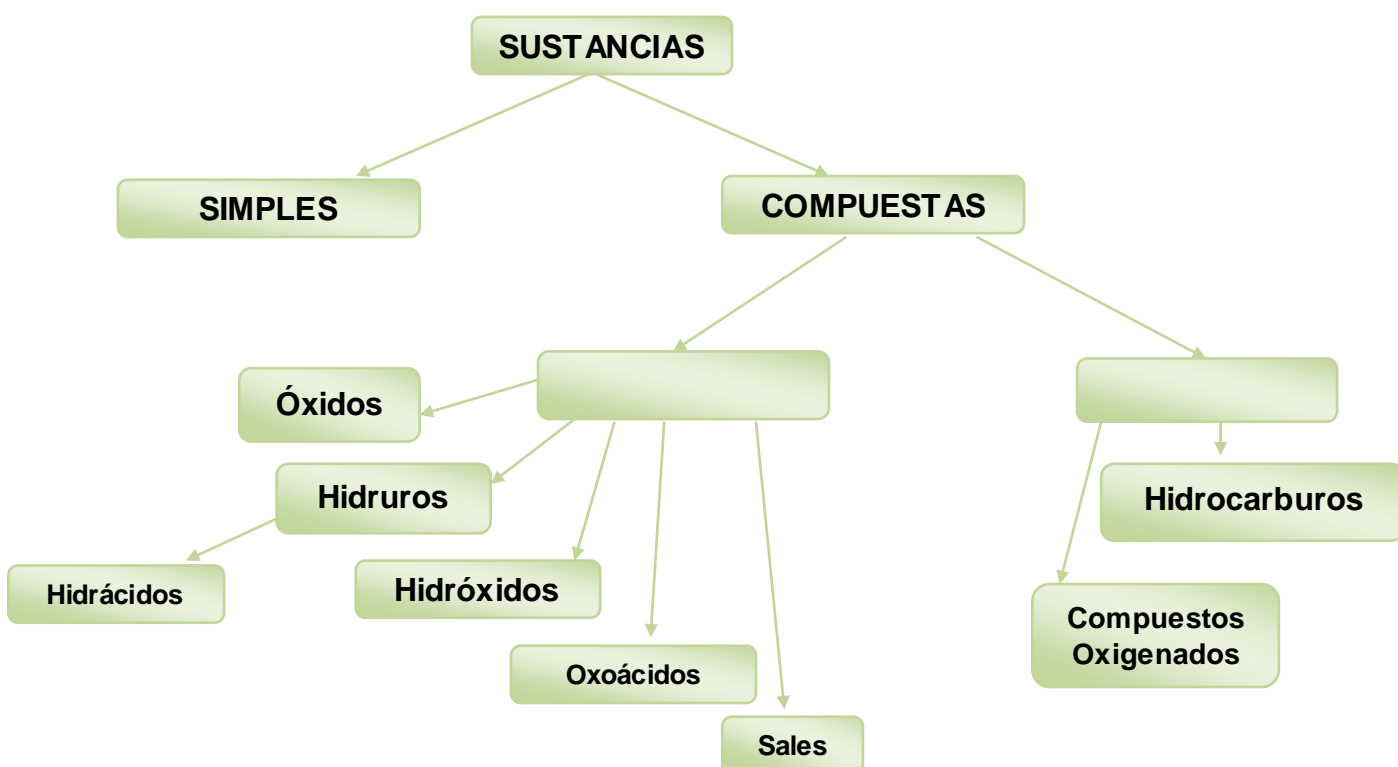 SUSTANCIAS
SIMPLES
COMPUESTAS
Óxidos
Hidruros
Hidrocarburos
Hidrácidos
Hidróxidos
Compuestos
Oxigenados
Oxoácidos
Sales